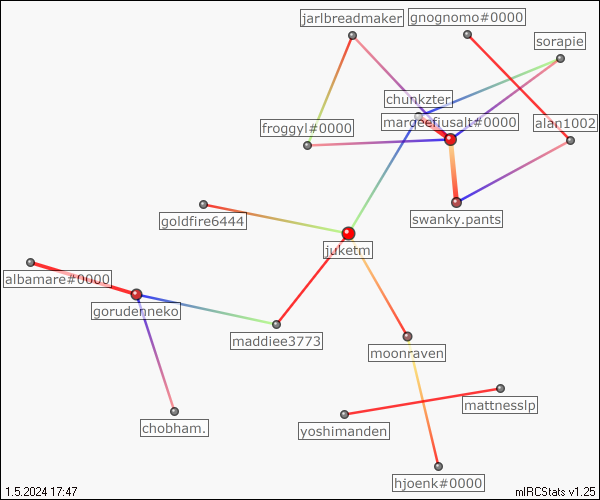 jarlbreadmaker
gnognomo#0000
sorapie
chunkzter
margeefiusalt#0000
froggyl#0000
alan1002
goldfire6444
swanky.pants
juketm
albamare#0000
gorudenneko
maddiee3773
moonraven
mattnesslp
chobham.
yoshimanden
hjoenk#0000
1.5.2024 17:47
mIRCStats v1.25